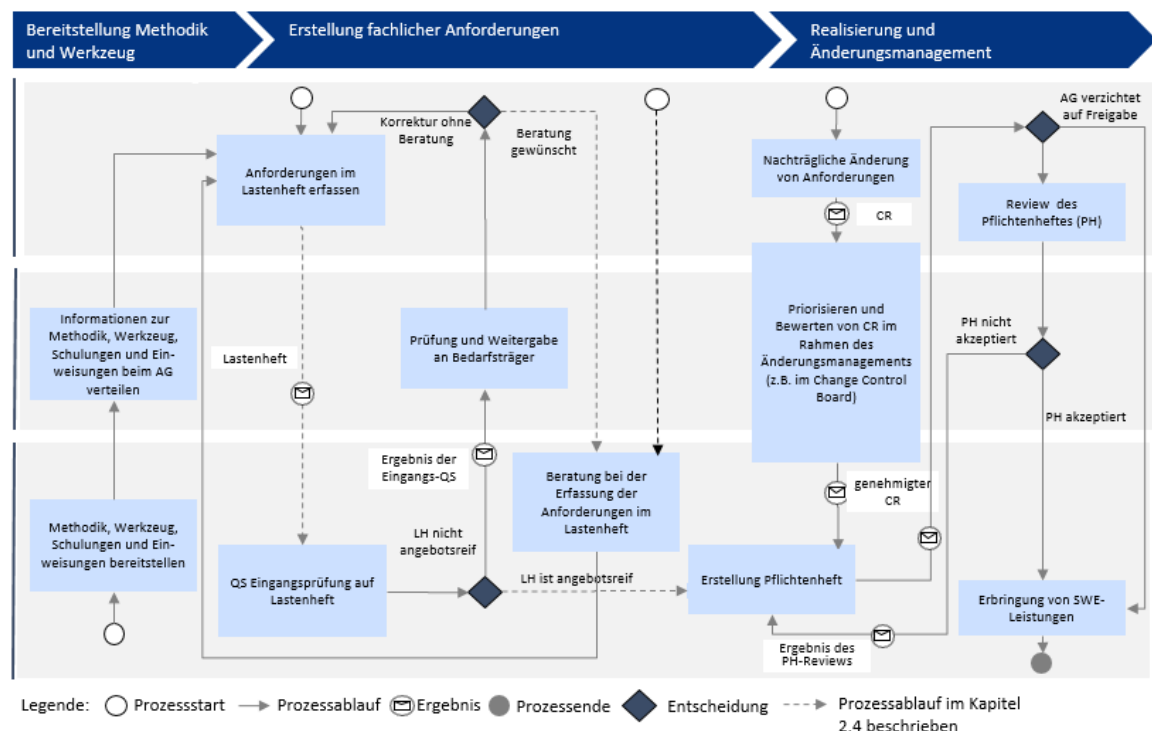 Bereitstellung Methodik
und Werkzeug
Erstellung fachlicher Anforderungen
Realisierung und
Änderungsmanagement
AG verzichtet
auf Freigabe
Korrektur ohne
Beratung
Beratung
gewünscht
Anforderungen im
Lastenheft erfassen
Nachträgliche Änderung
von Anforderungen
CR
Review des
Pflichtenheftes (PH)
Informationen zur
Methodik, Werkzeug,
Schulungen und Ein-
weisungen beim AG
verteilen
Lastenheft
Prüfung und Weitergabe
an Bedarfsträger
Priorisieren und
Bewerten von CR im
Rahmen des
Änderungsmanagements
(z.B. im Change Control
Board)
PH nicht
akzeptiert
PH akzeptiert
Ergebnis der
Eingangs-QS
Beratung bei der
Erfassung der
Anforderungen im
Lastenheft
genehmigter
CR
Methodik, Werkzeug,
Schulungen und Ein-
weisungen bereitstellen
LH nicht
angebotsreif
QS Eingangsprüfung auf
Lastenheft
LH ist angebotsreif
Erstellung Pflichtenheft
Erbringung von SWE-
Leistungen
Ergebnis des
PH-Reviews
Legende: Prozessstart Prozessablauf Ergebnis Prozessende Entscheidung Prozessablauf im Kapitel
2.4 beschrieben